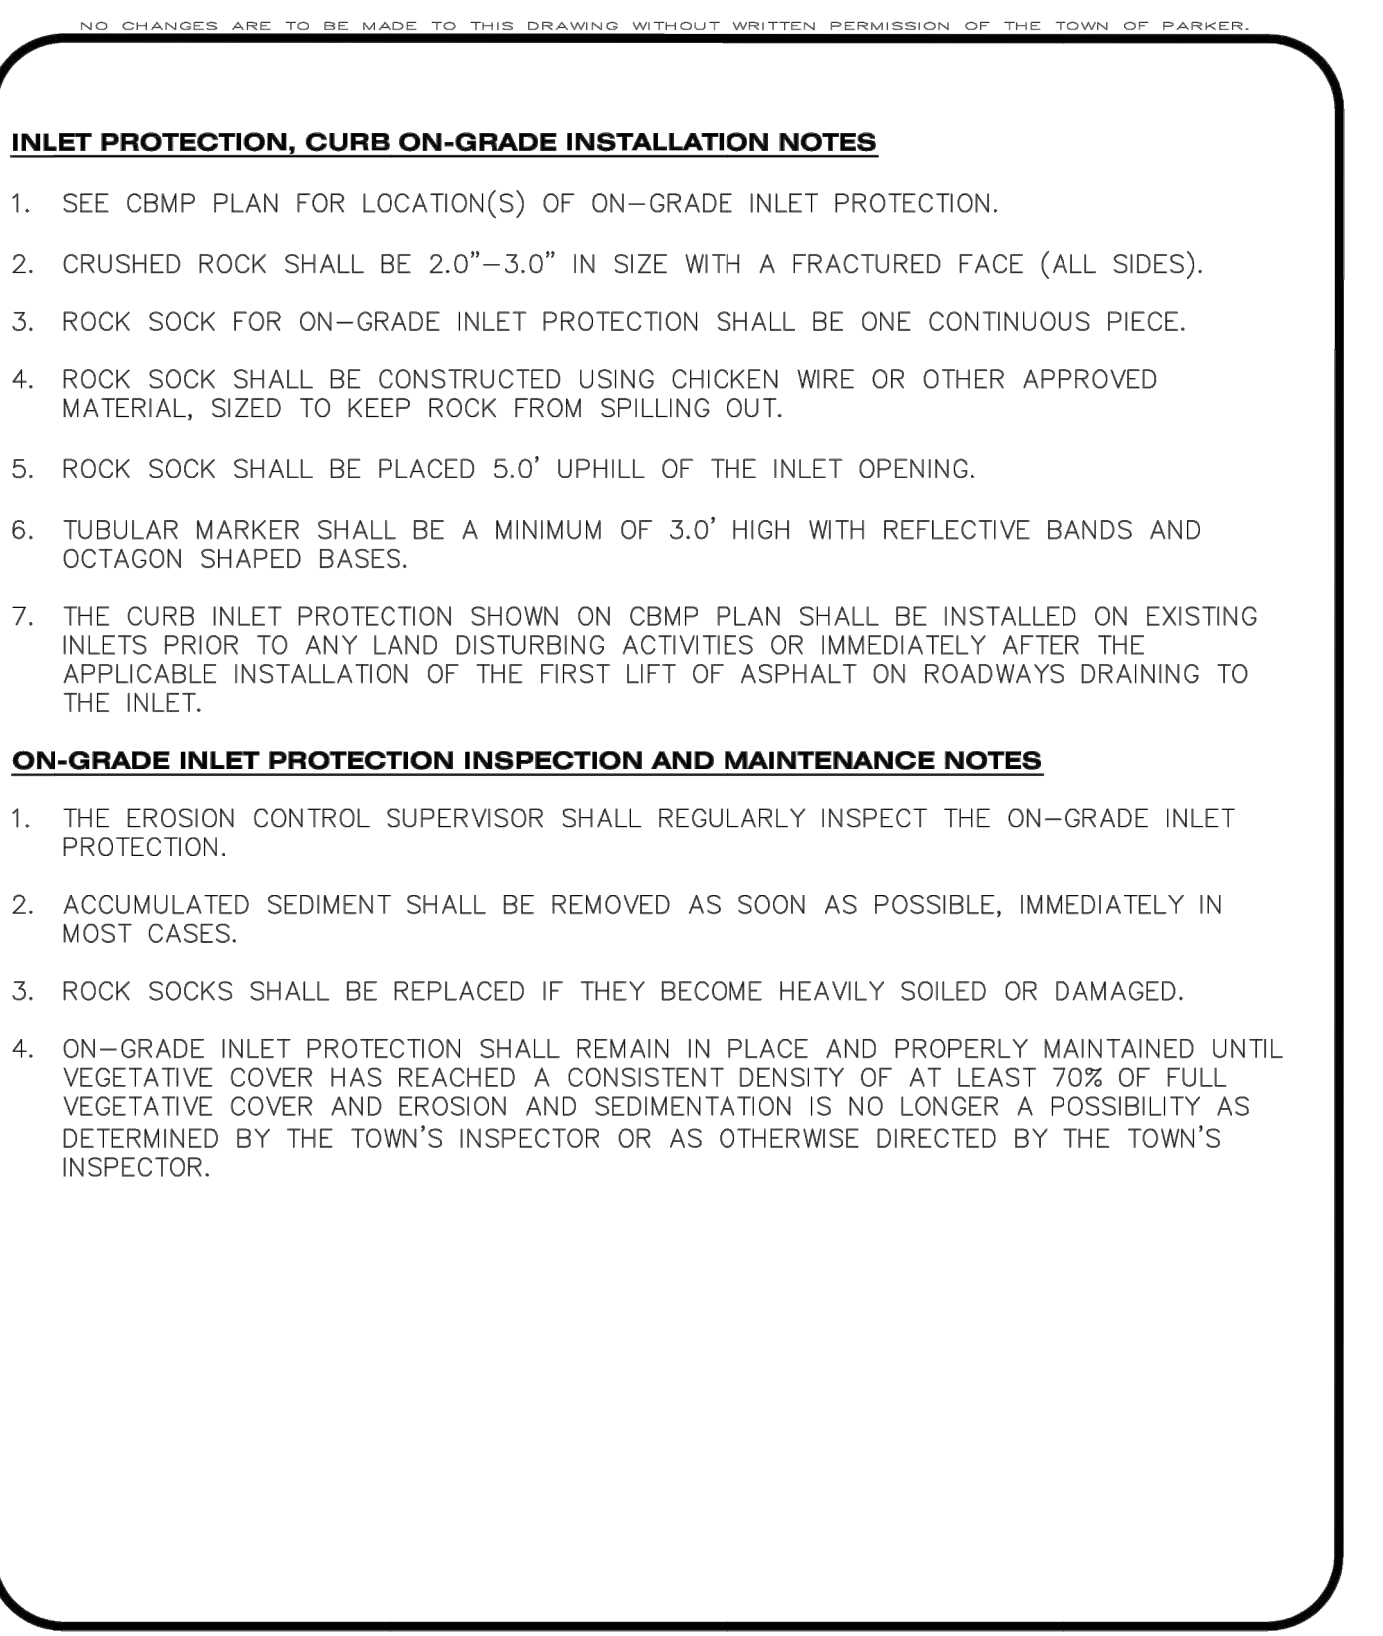 NO CHANGES ARE TO BE MADE TO THIS DRAWING WITHOUT WRITTEN PERMISSION OF THE TOWN OF PARKER.
INLET PROTECTION, CURB ON-GRADE INSTALLATION NOTES
1. SEE CBMP PLAN FOR LOCATION(S) OF ON–GRADE INLET PROTECTION.
2. CRUSHED ROCK SHALL BE 2.0"–3.0" IN SIZE WITH A FRACTURED FACE (ALL SIDES).
3. ROCK SOCK FOR ON–GRADE INLET PROTECTION SHALL BE ONE CONTINUOUS PIECE.
4. ROCK SOCK SHALL BE CONSTRUCTED USING CHICKEN WIRE OR OTHER APPROVED
MATERIAL, SIZED TO KEEP ROCK FROM SPILLING OUT.
5. ROCK SOCK SHALL BE PLACED 5.0' UPHILL OF THE INLET OPENING.
6. TUBULAR MARKER SHALL BE A MINIMUM OF 3.0' HIGH WITH REFLECTIVE BANDS AND
OCTAGON SHAPED BASES.
7. THE CURB INLET PROTECTION SHOWN ON CBMP PLAN SHALL BE INSTALLED ON EXISTING
INLETS PRIOR TO ANY LAND DISTURBING ACTIVITIES OR IMMEDIATELY AFTER THE
APPLICABLE INSTALLATION OF THE FIRST LIFT OF ASPHALT ON ROADWAYS DRAINING TO
THE INLET.
ON-GRADE INLET PROTECTION INSPECTION AND MAINTENANCE NOTES
1. THE EROSION CONTROL SUPERVISOR SHALL REGULARLY INSPECT THE ON–GRADE INLET
PROTECTION.
2. ACCUMULATED SEDIMENT SHALL BE REMOVED AS SOON AS POSSIBLE, IMMEDIATELY IN
MOST CASES.
3. ROCK SOCKS SHALL BE REPLACED IF THEY BECOME HEAVILY SOILED OR DAMAGED.
4. ON–GRADE INLET PROTECTION SHALL REMAIN IN PLACE AND PROPERLY MAINTAINED UNTIL
VEGETATIVE COVER HAS REACHED A CONSISTENT DENSITY OF AT LEAST 70% OF FULL
VEGETATIVE COVER AND EROSION AND SEDIMENTATION IS NO LONGER A POSSIBILITY AS
DETERMINED BY THE TOWN'S INSPECTOR OR AS OTHERWISE DIRECTED BY THE TOWN'S
INSPECTOR.